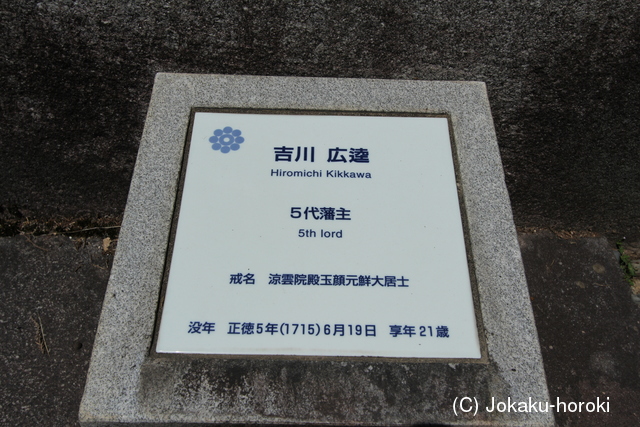 吉川 広逵
Hiromichi Kikkawa
5代藩主
5th lord
戒名 涼雲院殿玉顔元鮮大居士
没年 正徳5年(1715)6月19日 享年21歳
(C) Jokaku-horoki